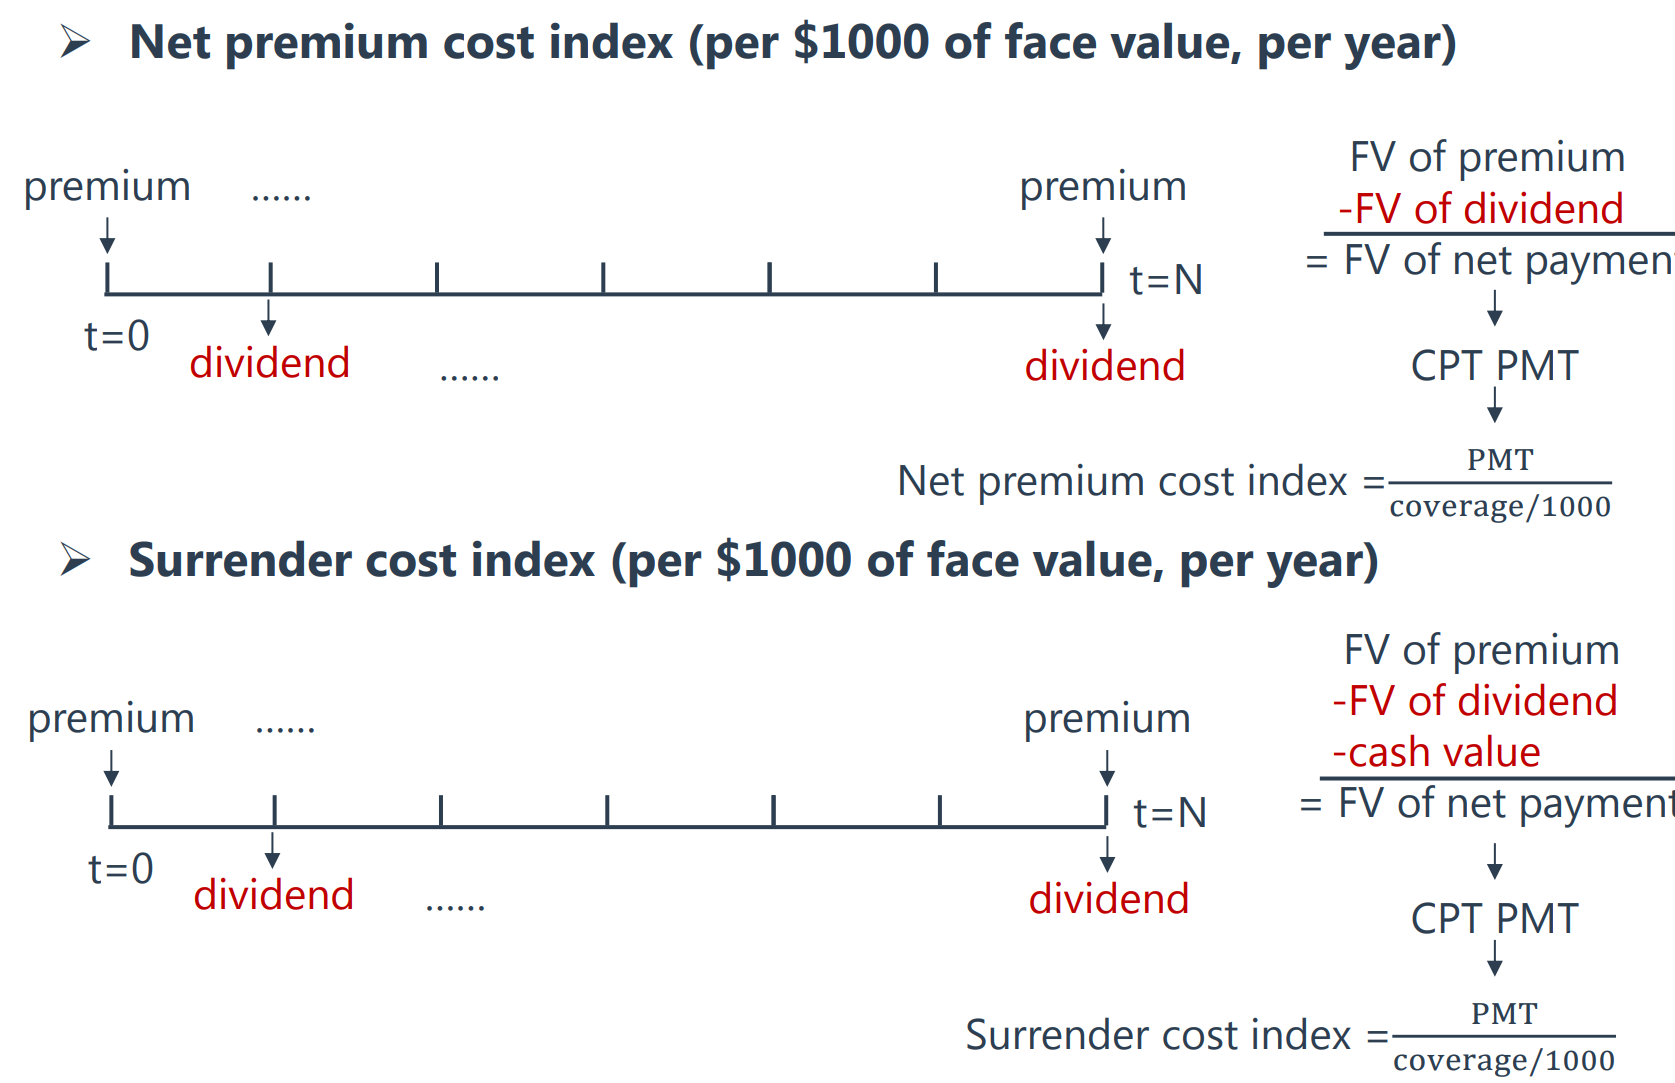 ➢ Net premium cost index (per $1000 of face value, per year)
FV of premium
premium ...... premium
-FV of dividend
= FV of net paymen
t=N
t=0
dividend ...... dividend
CPT PMT
Net premium cost index = PMT
coverage/1000
➢ Surrender cost index (per $1000 of face value, per year)
FV of premium
-FV of dividend
premium ...... premium
-cash value
= FV of net payment
t=N
t=0
dividend ...... dividend
CPT PMT
Surrender cost index = PMT
coverage/1000